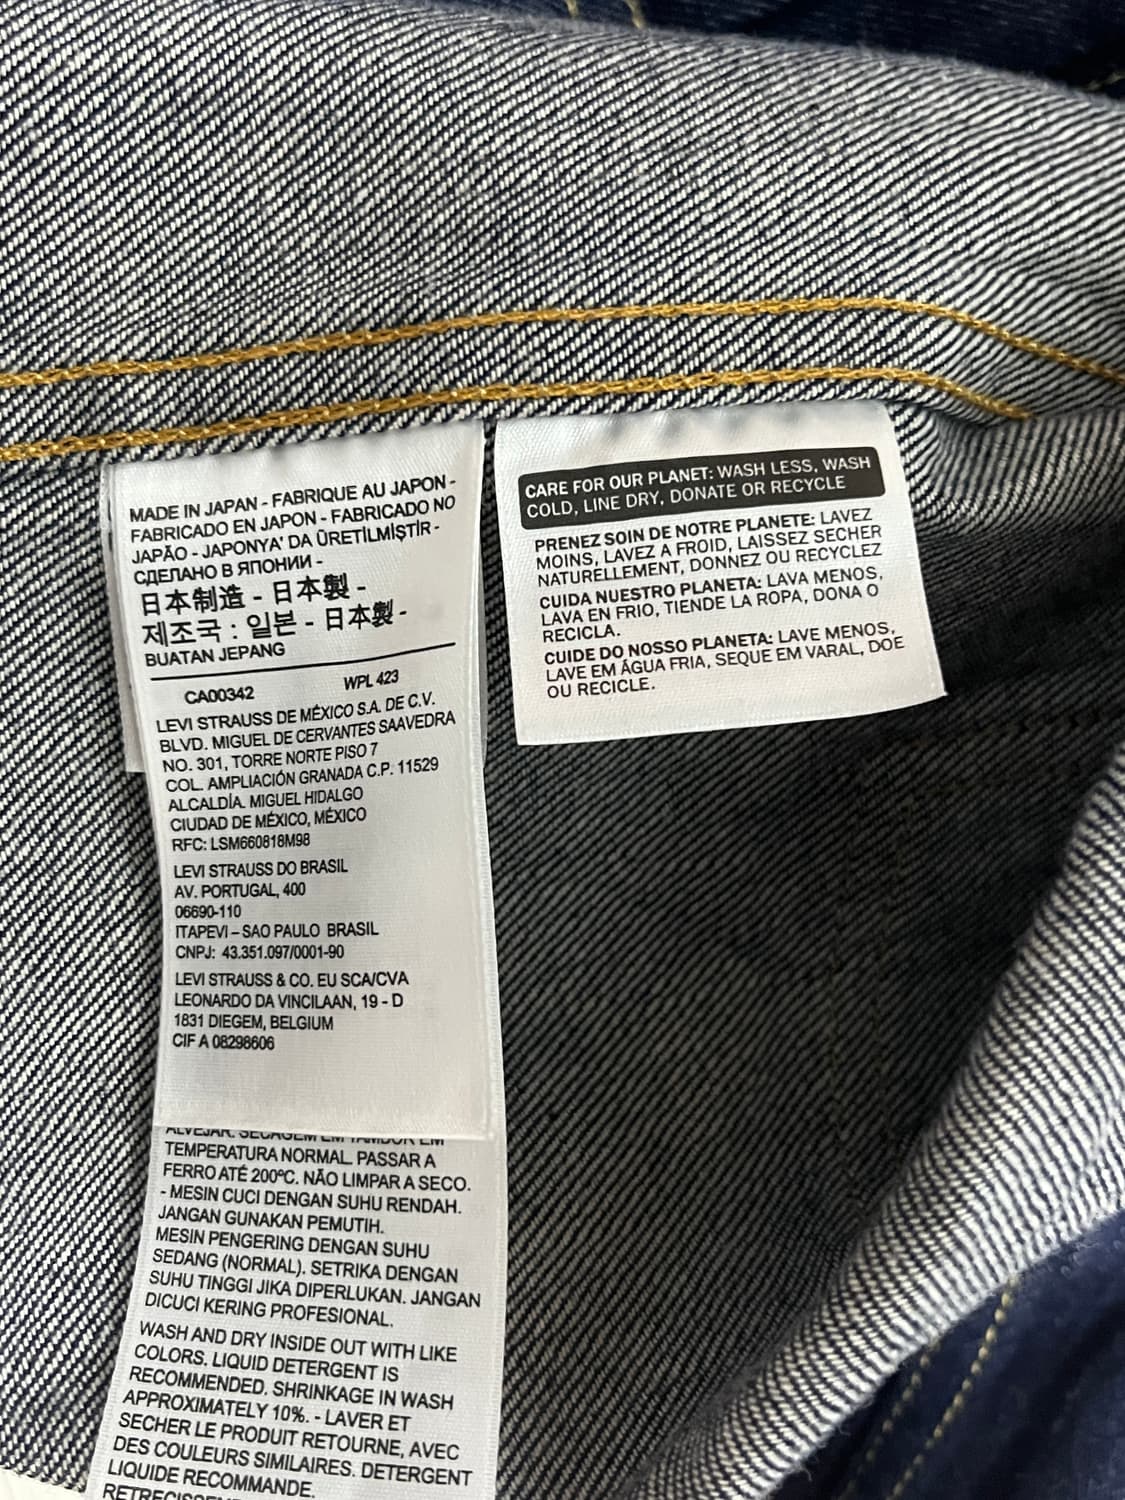 MADE IN JAPAN - FABRIQUE AU JAPON -
FABRICADO EN JAPON - FABRICADO NO
JAPÃO - JAPONYA' DA ÜRETİLMİŞTİR -
СДЕЛАНО В ЯПОНИИ -
日本制造 - 日本製 -
제조국 : 일본 - 日本製 -
BUATAN JEPANG
CA00342 WPL 423
LEVI STRAUSS DE MÉXICO S.A. DE C.V.
BLVD. MIGUEL DE CERVANTES SAAVEDRA
NO. 301, TORRE NORTE PISO 7
COL. AMPLIACIÓN GRANADA C.P. 11529
ALCALDÍA. MIGUEL HIDALGO
CIUDAD DE MÉXICO, MÉXICO
RFC: LSM660818M98
LEVI STRAUSS DO BRASIL
AV. PORTUGAL, 400
06690-110
ITAPEVI – SAO PAULO BRASIL
CNPJ: 43.351.097/0001-90
LEVI STRAUSS & CO. EU SCA/CVA
LEONARDO DA VINCILAAN, 19 - D
1831 DIEGEM, BELGIUM
CIF A 08298606
ALVEJAR. SECAGEM EM TAMBOR EM
TEMPERATURA NORMAL. PASSAR A
FERRO ATÉ 200ºC. NÃO LIMPAR A SECO.
- MESIN CUCI DENGAN SUHU RENDAH.
JANGAN GUNAKAN PEMUTIH.
MESIN PENGERING DENGAN SUHU
SEDANG (NORMAL). SETRIKA DENGAN
SUHU TINGGI JIKA DIPERLUKAN. JANGAN
DICUCI KERING PROFESIONAL.
WASH AND DRY INSIDE OUT WITH LIKE
COLORS. LIQUID DETERGENT IS
RECOMMENDED. SHRINKAGE IN WASH
APPROXIMATELY 10%. - LAVER ET
SECHER LE PRODUIT RETOURNE, AVEC
DES COULEURS SIMILAIRES. DETERGENT
LIQUIDE RECOMMANDE.
CARE FOR OUR PLANET: WASH LESS, WASH
COLD, LINE DRY, DONATE OR RECYCLE
PRENEZ SOIN DE NOTRE PLANETE: LAVEZ
MOINS, LAVEZ A FROID, LAISSEZ SECHER
NATURELLEMENT, DONNEZ OU RECYCLEZ
CUIDA NUESTRO PLANETA: LAVA MENOS,
LAVA EN FRIO, TIENDE LA ROPA, DONA O
RECICLA.
CUIDE DO NOSSO PLANETA: LAVE MENOS,
LAVE EM ÁGUA FRIA, SEQUE EM VARAL, DOE
OU RECICLE.